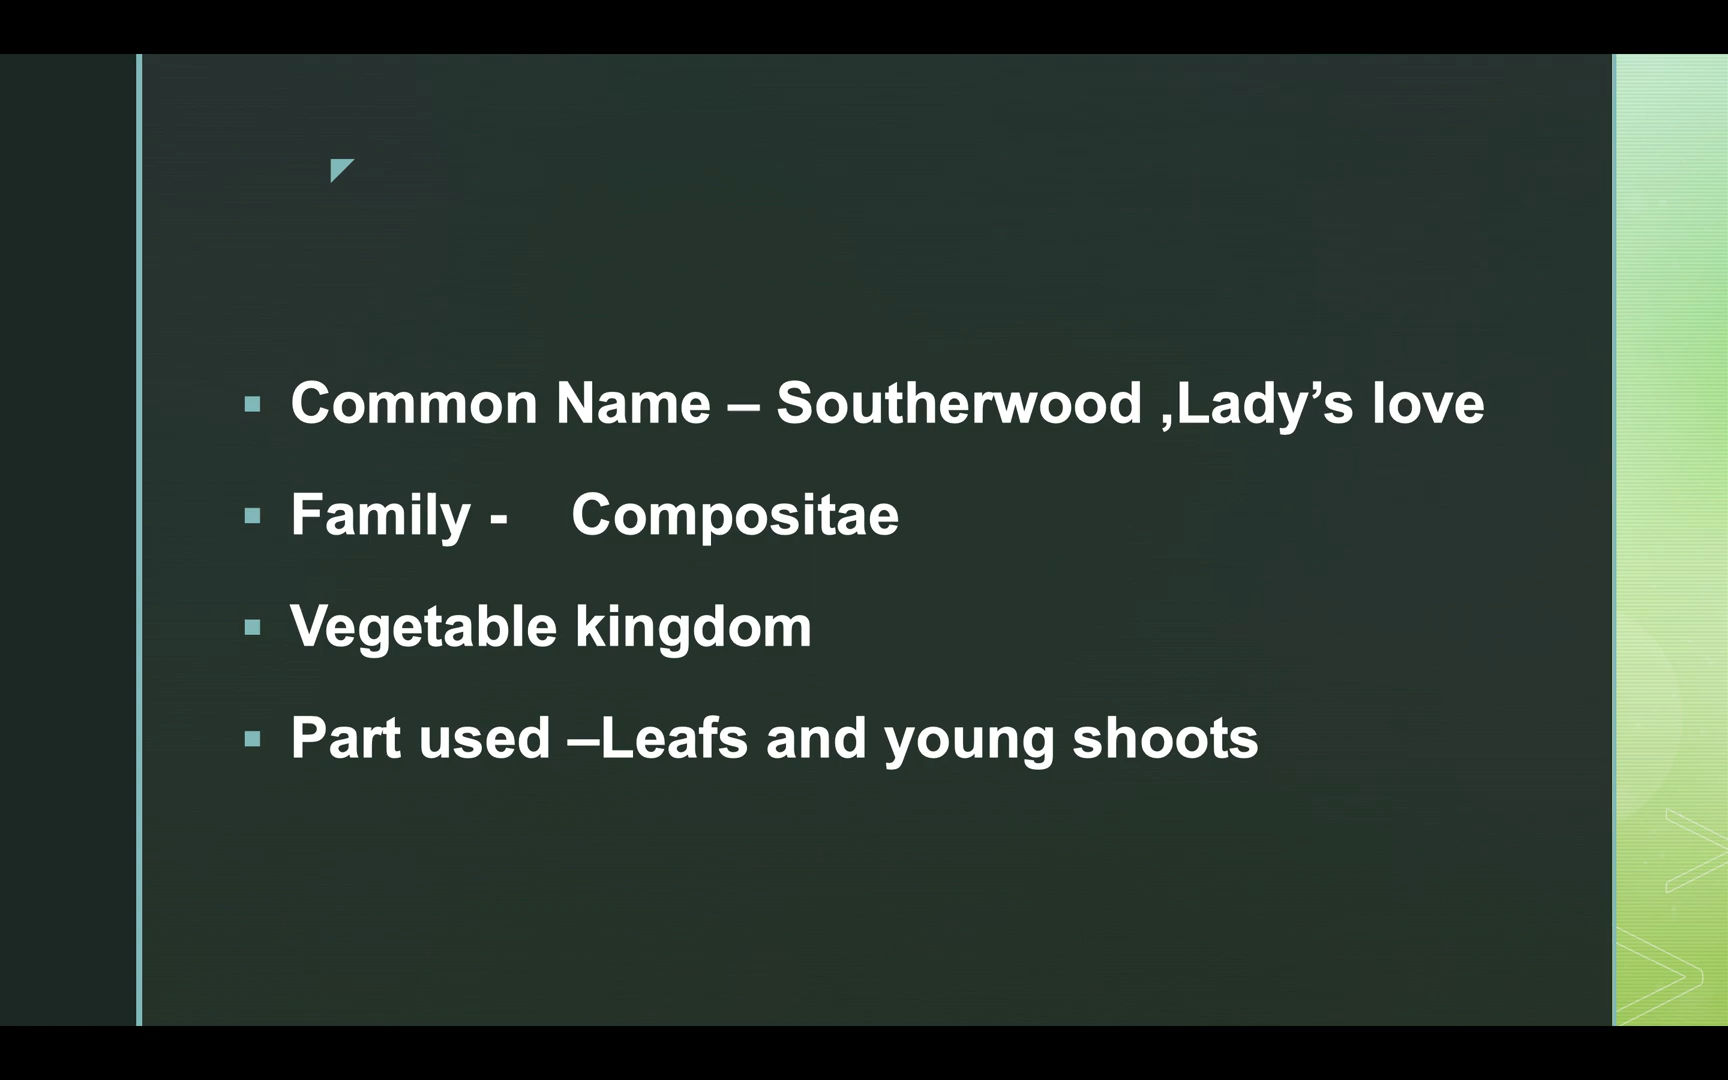 Common Name – Southerwood ,Lady’s love
Family - Compositae
Vegetable kingdom
Part used –Leafs and young shoots